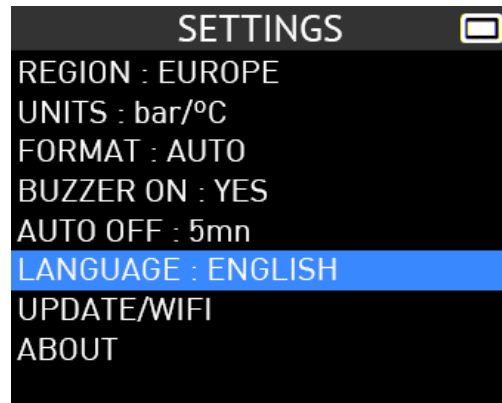 SETTINGS
REGION : EUROPE
UNITS : bar/ºC
FORMAT : AUTO
BUZZER ON : YES
AUTO OFF : 5mn
LANGUAGE : ENGLISH
UPDATE/WIFI
ABOUT